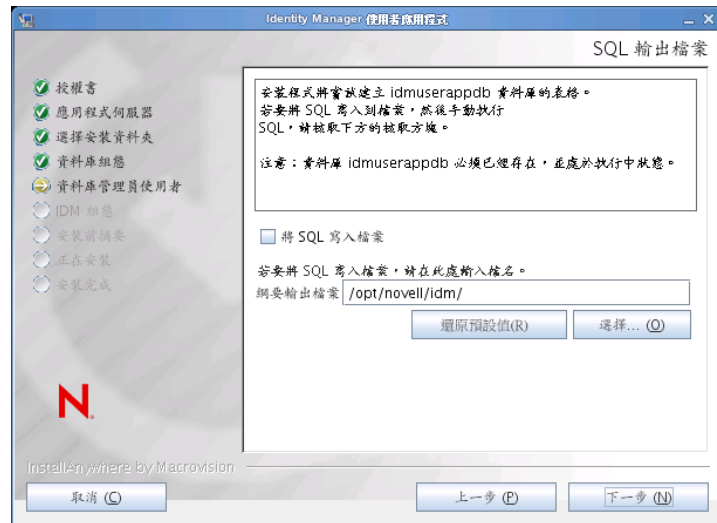 Identity Manager 使用者應用程式
SQL 輸出檔案
授權書
應用程式伺服器
選擇安裝資料夾
資料庫組態
資料庫管理員使用者
IDM 組態
安裝前摘要
正在安裝
安裝完成
安裝程式將嘗試建立 idmuserappdb 資料庫的表格。
若要將 SQL 寫入到檔案，然後手動執行
SQL，請核取下方的核取方塊。
注意：資料庫 idmuserappdb 必須已經存在，並處於執行中狀態。
將 SQL 寫入檔案
若要將 SQL 寫入檔案，請在此處輸入檔名。
綱要輸出檔案 /opt/novell/idm/
還原預設值(R)
選擇... (O)
N
InstallAnywhere by Macrovision
取消 (C)
上一步 (P)
下一步 (N)